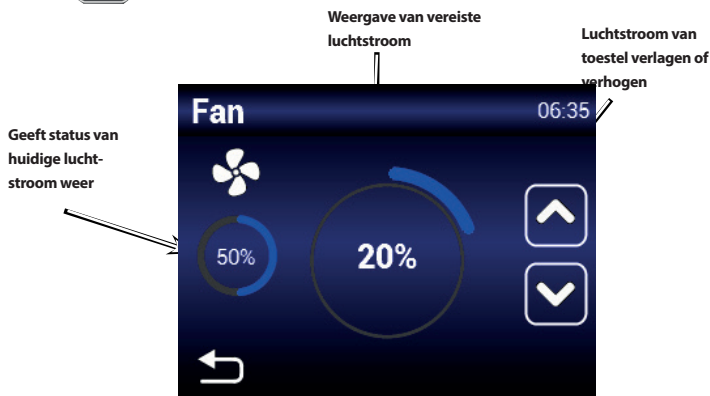 Weergave van vereiste
luchtstroom
Luchtstroom van
toestel verlagen of
verhogen
Geeft status van
huidige lucht-
stroom weer
Fan
06:35
50%
20%